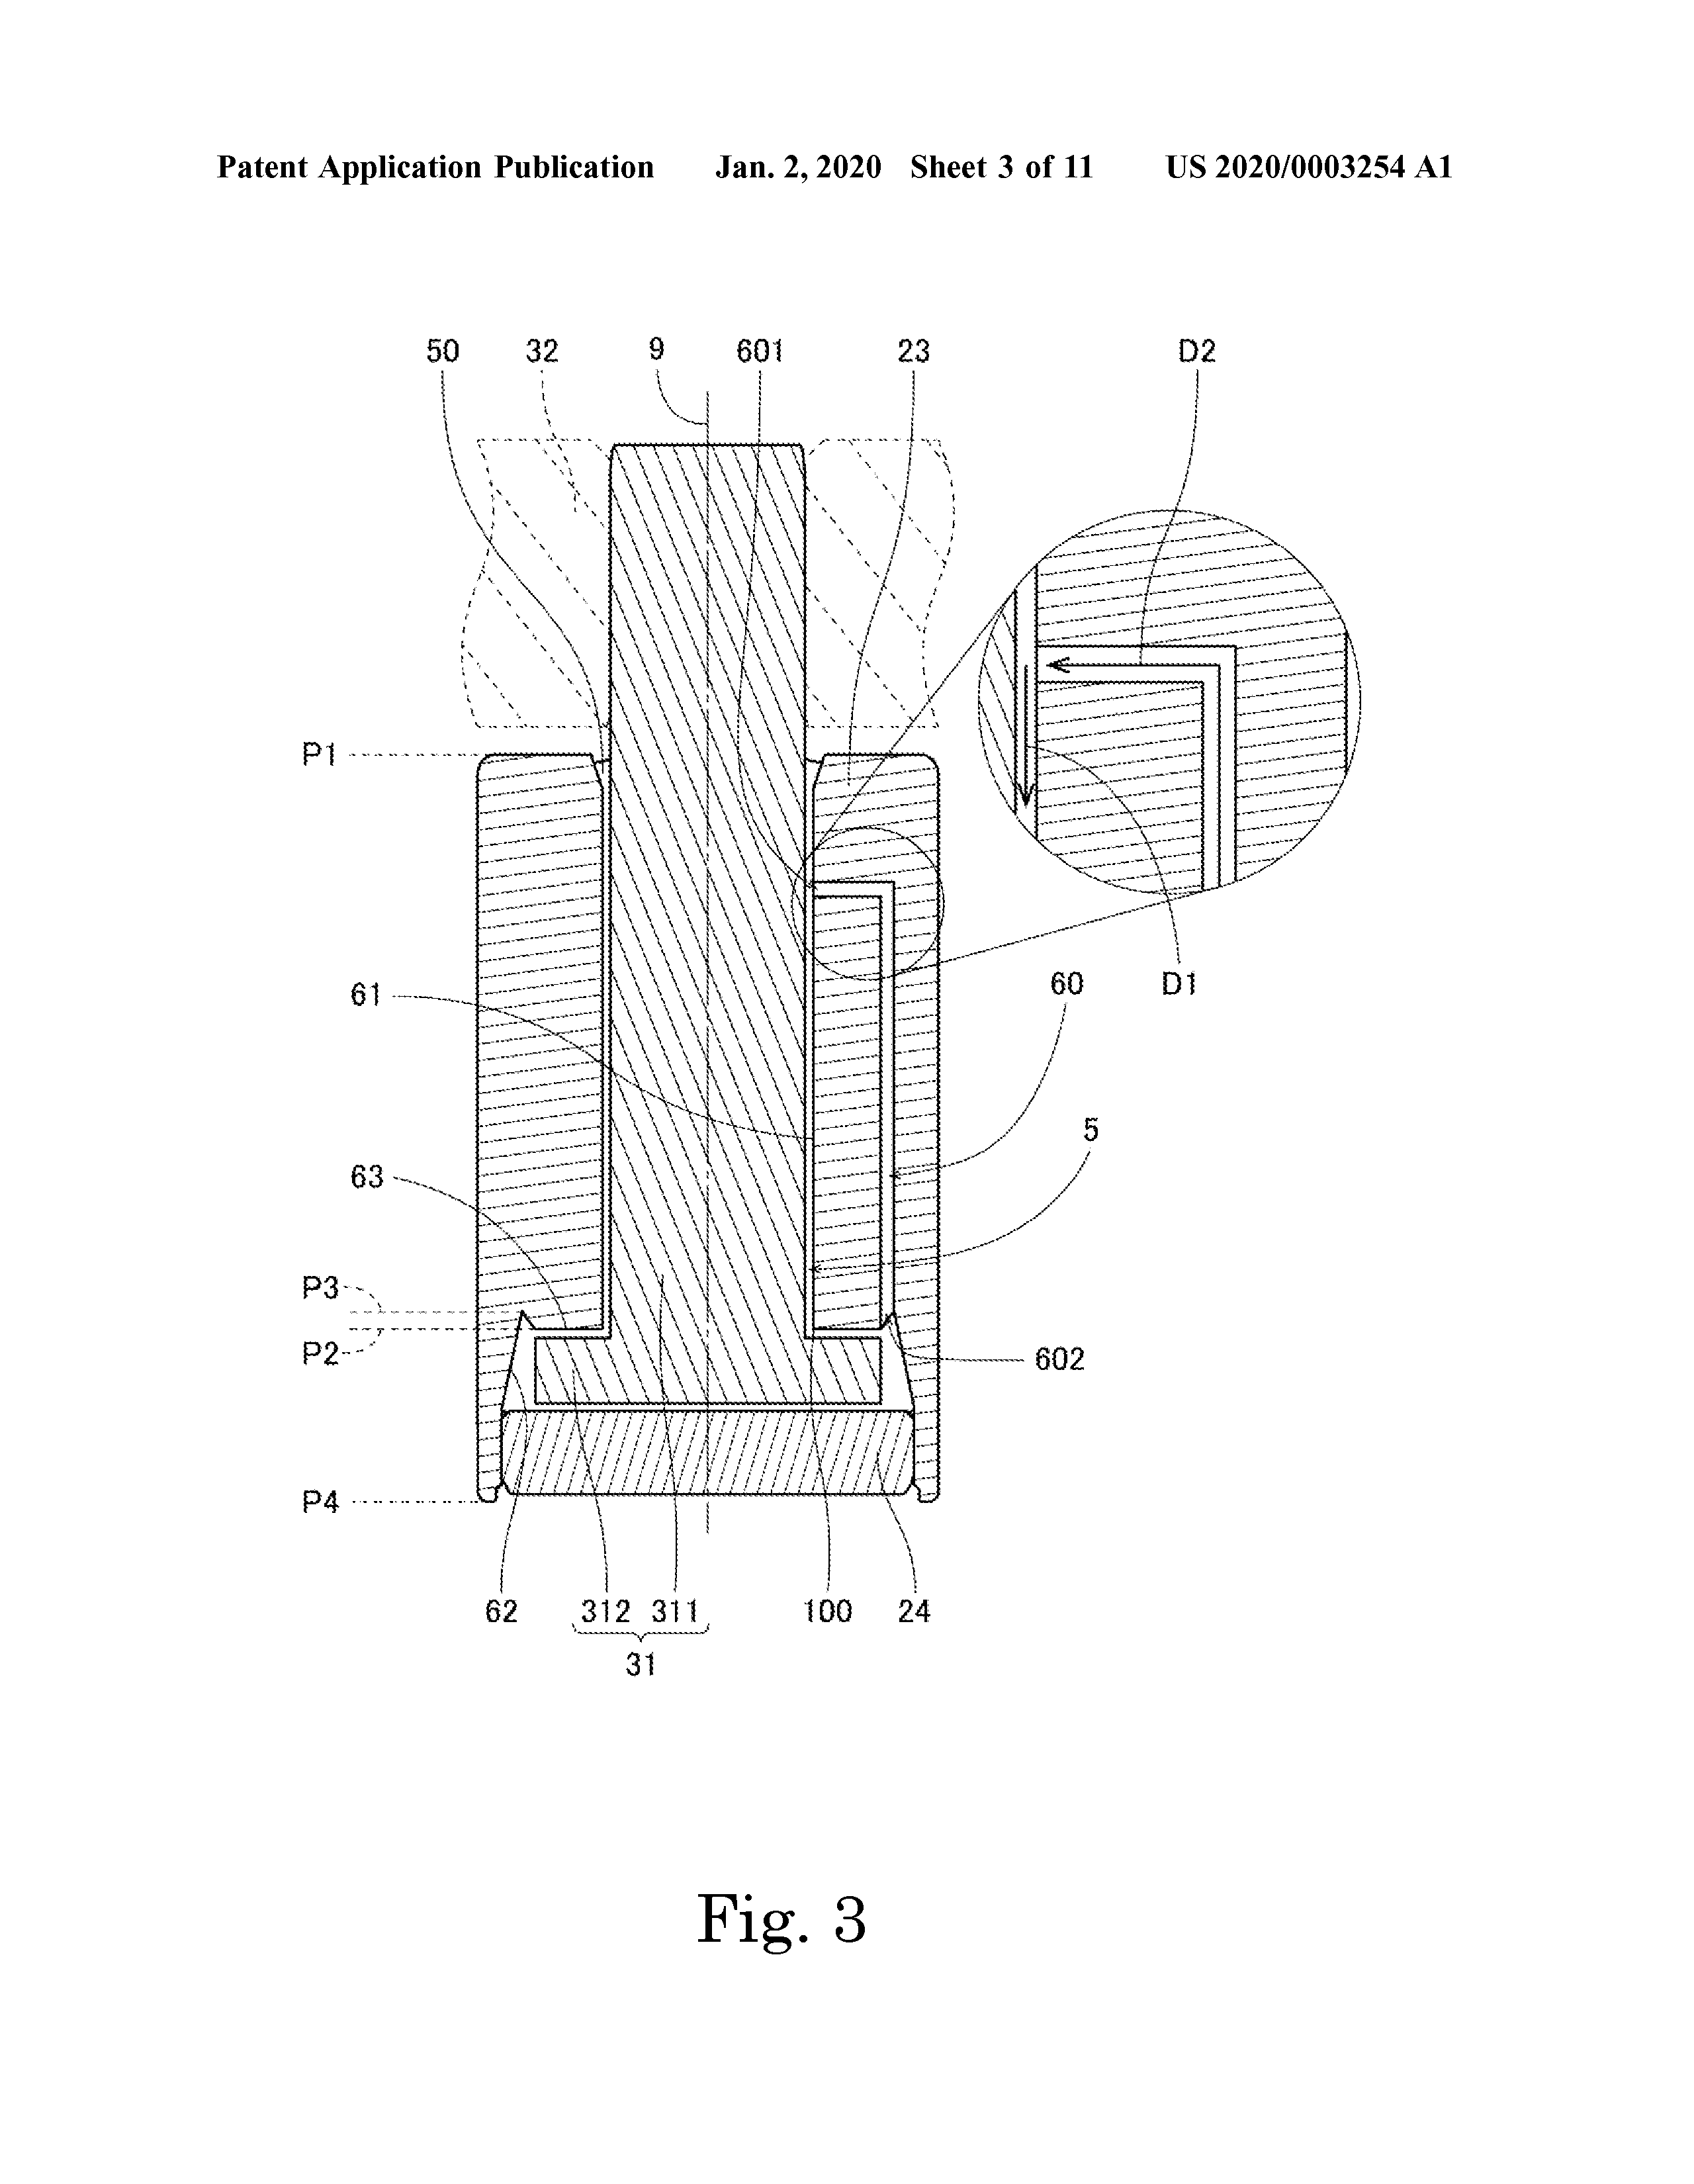 Patent Application Publication Jan. 2, 2020 Sheet 3 of 11 US 2020/0003254 A1
50 32 9 601 23 D2
P1
61 60 D1
5
63
P3
P2
602
P4
62 312 311 100 24
31
Fig. 3